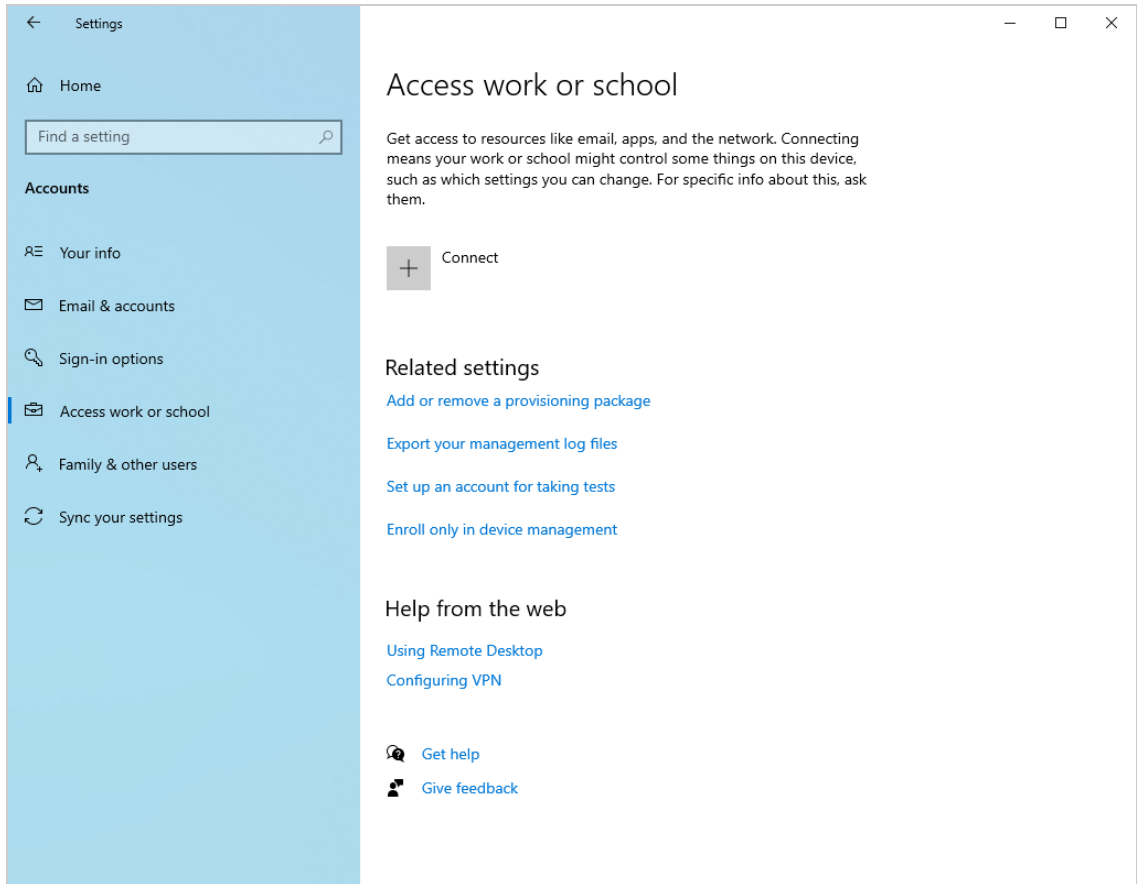 Settings
Home
Find a setting
Accounts
Your info
Email & accounts
Sign-in options
Access work or school
Family & other users
Sync your settings
Access work or school
Get access to resources like email, apps, and the network. Connecting
means your work or school might control some things on this device,
such as which settings you can change. For specific info about this, ask
them.
Connect
Related settings
Add or remove a provisioning package
Export your management log files
Set up an account for taking tests
Enroll only in device management
Help from the web
Using Remote Desktop
Configuring VPN
Get help
Give feedback